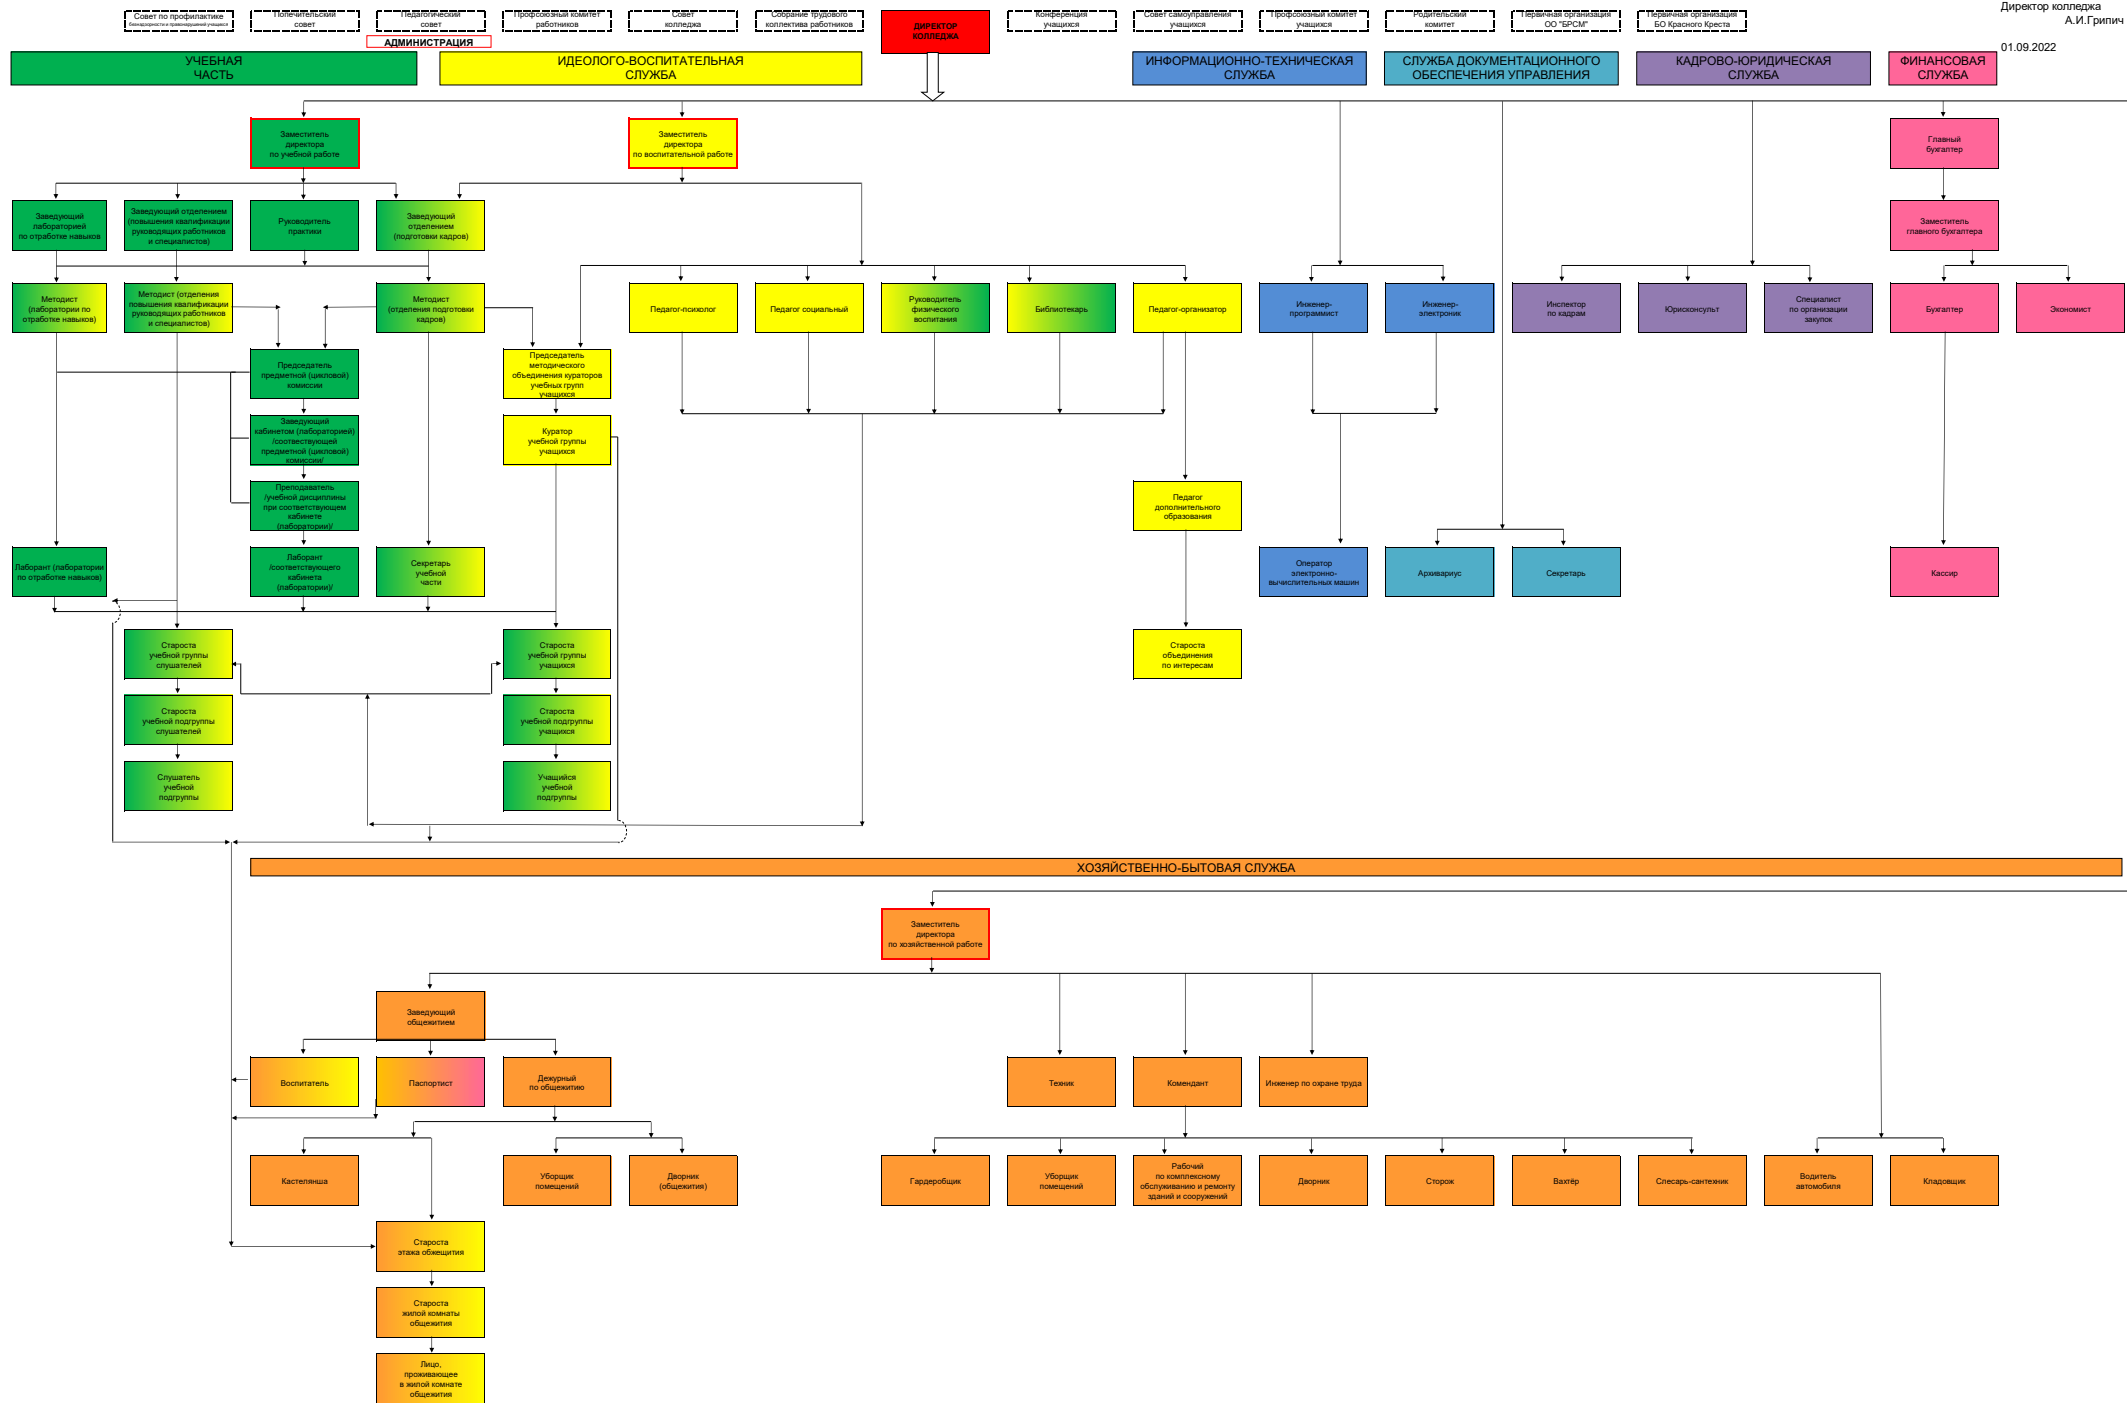 Совет по профилактике
безнадзорности и правонарушений учащихся
Попечительский
совет
Педагогический
совет
Профсоюзный комитет
работников
Совет
колледжа
Собрание трудового
коллектива работников
ДИРЕКТОР
КОЛЛЕДЖА
Конференция
учащихся
Совет самоуправления
учащихся
Профсоюзный комитет
учащихся
Родительский
комитет
Первичная организация
ОО "БРСМ"
Первичная организация
БО Красного Креста
Директор колледжа
А.И.Грипич
01.09.2022
АДМИНИСТРАЦИЯ
УЧЕБНАЯ
ЧАСТЬ
ИДЕОЛОГО-ВОСПИТАТЕЛЬНАЯ
СЛУЖБА
ИНФОРМАЦИОННО-ТЕХНИЧЕСКАЯ
СЛУЖБА
СЛУЖБА ДОКУМЕНТАЦИОННОГО
ОБЕСПЕЧЕНИЯ УПРАВЛЕНИЯ
КАДРОВО-ЮРИДИЧЕСКАЯ
СЛУЖБА
ФИНАНСОВАЯ
СЛУЖБА
Заместитель
директора
по учебной работе
Заместитель
директора
по воспитательной работе
Главный
бухгалтер
Заведующий
лабораторией
по отработке навыков
Заведующий отделением
(повышения квалификации
руководящих работников
и специалистов)
Руководитель
практики
Заведующий
отделением
(подготовки кадров)
Заместитель
главного бухгалтера
Методист
(лаборатории по
отработке навыков)
Методист (отделения
повышения квалификации
руководящих работников
и специалистов)
Методист
(отделения подготовки
кадров)
Педагог-психолог
Педагог социальный
Руководитель
физического
воспитания
Библиотекарь
Педагог-организатор
Инженер-
программист
Инженер-
электроник
Инспектор
по кадрам
Юрисконсульт
Специалист
по организации
закупок
Бухгалтер
Экономист
Председатель
предметной (цикловой)
комиссии
Председатель
методического
объединения кураторов
учебных групп
учащихся
Заведующий
кабинетом (лабораторией)
/соотвествующей
предметной (цикловой)
комиссии/
Куратор
учебной группы
учащихся
Преподаватель
/учебной дисциплины
при соответствующем
кабинете
(лаборатории)/
Педагог
дополнительного
образования
Лаборант (лаборатории
по отработке навыков)
Лаборант
/соответствующего
кабинета
(лаборатории)/
Секретарь
учебной
части
Оператор
электронно-
вычислительных машин
Архивариус
Секретарь
Кассир
Староста
учебной группы
слушателей
Староста
учебной группы
учащихся
Староста
объединения
по интересам
Староста
учебной подгруппы
слушателей
Староста
учебной подгруппы
учащихся
Слушатель
учебной
подгруппы
Учащийся
учебной
подгруппы
ХОЗЯЙСТВЕННО-БЫТОВАЯ СЛУЖБА
Заместитель
директора
по хозяйственной работе
Заведующий
общежитием
Воспитатель
Паспортист
Дежурный
по общежитию
Техник
Комендант
Инженер по охране труда
Кастелянша
Уборщик
помещений
Дворник
(общежития)
Гардеробщик
Уборщик
помещений
Рабочий
по комплексному
обслуживанию и ремонту
зданий и сооружений
Дворник
Сторож
Вахтёр
Слесарь-сантехник
Водитель
автомобиля
Кладовщик
Староста
этажа обжещития
Староста
жилой комнаты
общежития
Лицо,
проживающее
в жилой комнате
общежития